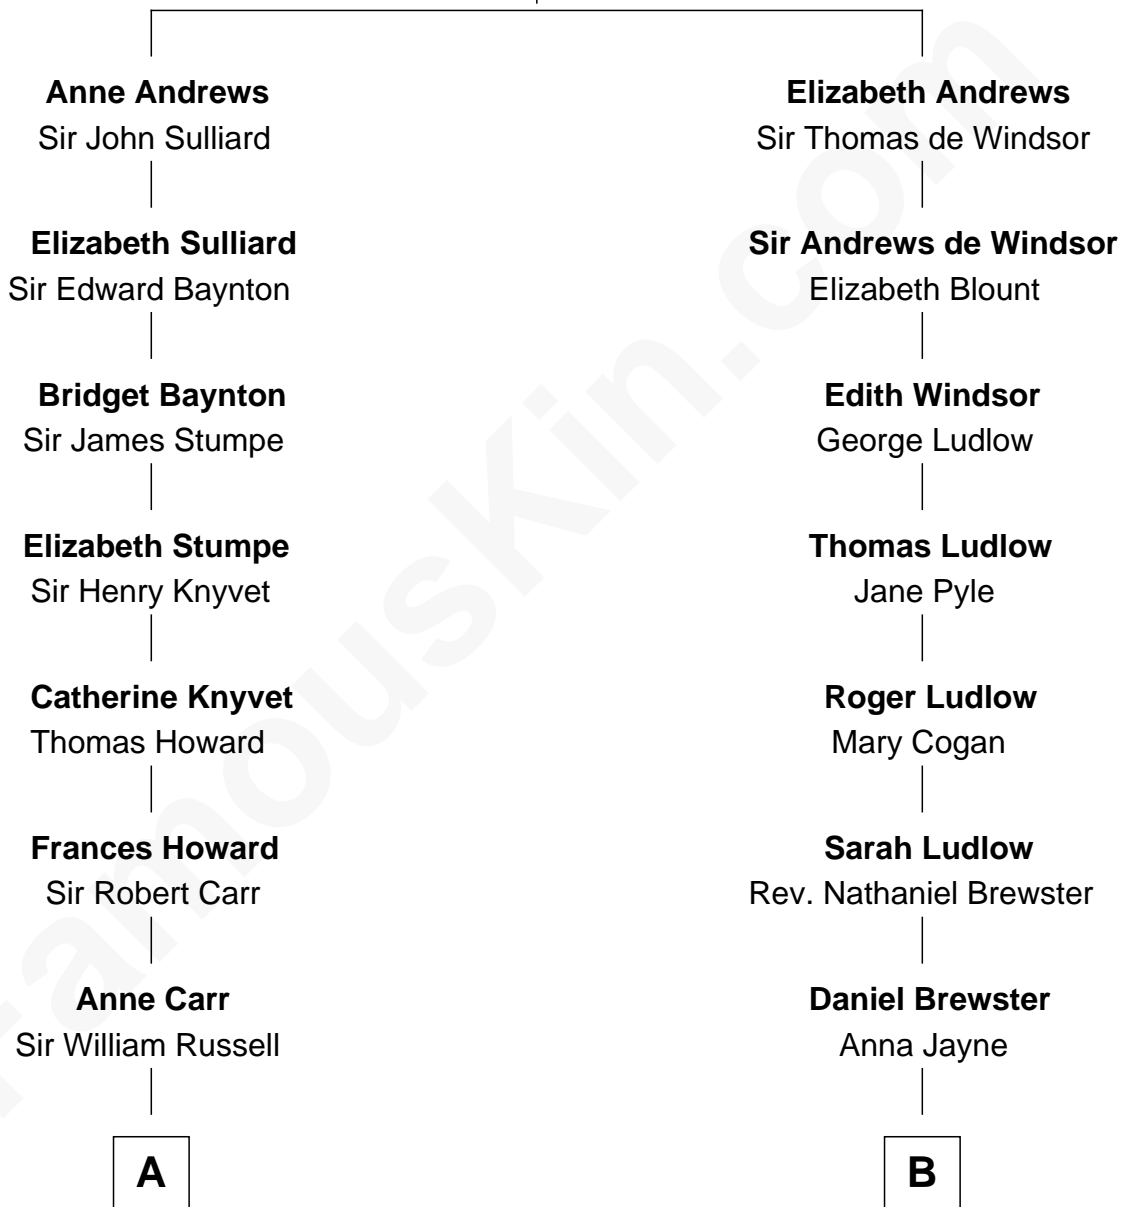 Anne Andrews
Sir John Sulliard
Elizabeth Sulliard
Sir Edward Baynton
Bridget Baynton
Sir James Stumpe
Elizabeth Stumpe
Sir Henry Knyvet
Catherine Knyvet
Thomas Howard
Frances Howard
Sir Robert Carr
Anne Carr
Sir William Russell
A
Elizabeth Andrews
Sir Thomas de Windsor
Sir Andrews de Windsor
Elizabeth Blount
Edith Windsor
George Ludlow
Thomas Ludlow
Jane Pyle
Roger Ludlow
Mary Cogan
Sarah Ludlow
Rev. Nathaniel Brewster
Daniel Brewster
Anna Jayne
B
FamousKin.com